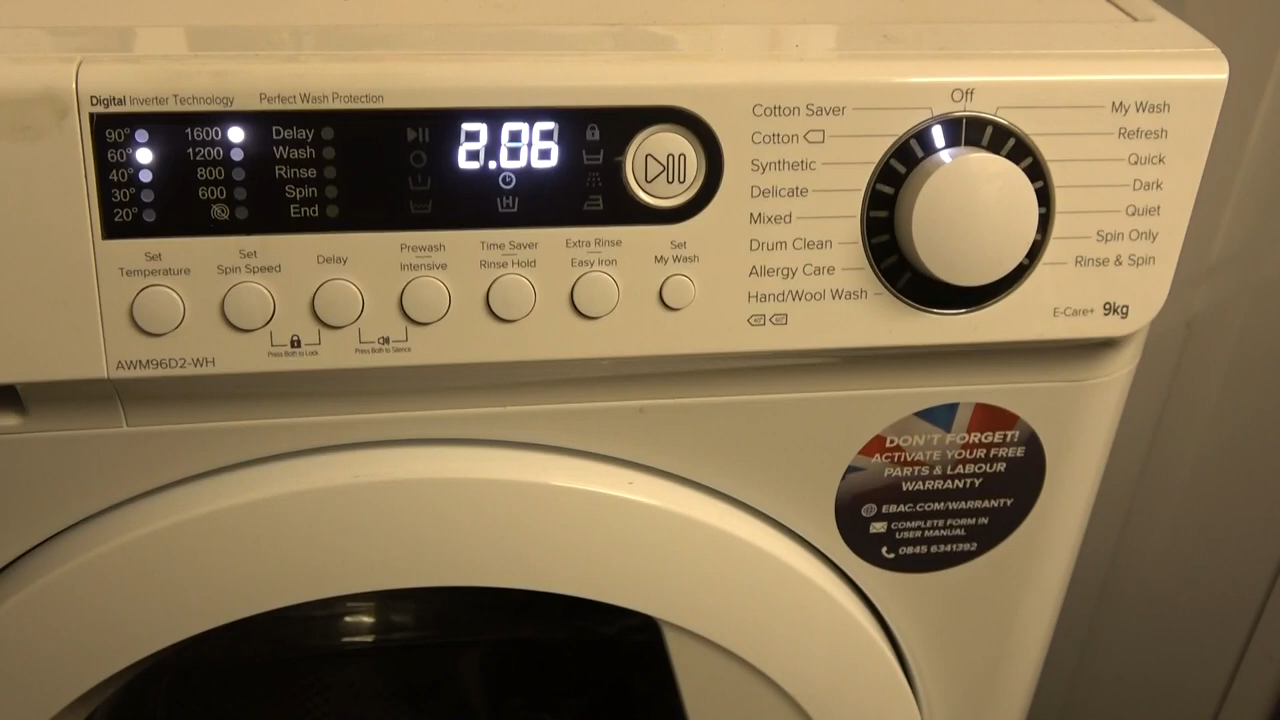 Digital Inverter Technology
Perfect Wash Protection
90°
60°
40°
30°
20°
1600
1200
800
600
Delay
Wash
Rinse
Spin
End
2.06
Set
Temperature
Set
Spin Speed
Delay
Prewash
Intensive
Time Saver
Rinse Hold
Extra Rinse
Easy Iron
Set
My Wash
Press Both to Lock
Press Both to Silence
AWM96D2-WH
Off
Cotton Saver
Cotton
Synthetic
Delicate
Mixed
Drum Clean
Allergy Care
Hand/Wool Wash
40°
60°
My Wash
Refresh
Quick
Dark
Quiet
Spin Only
Rinse & Spin
E-Care+ 9kg
DON'T FORGET!
ACTIVATE YOUR FREE
PARTS & LABOUR
WARRANTY
EBAC.COM/WARRANTY
COMPLETE FORM IN
USER MANUAL
0845 6341392